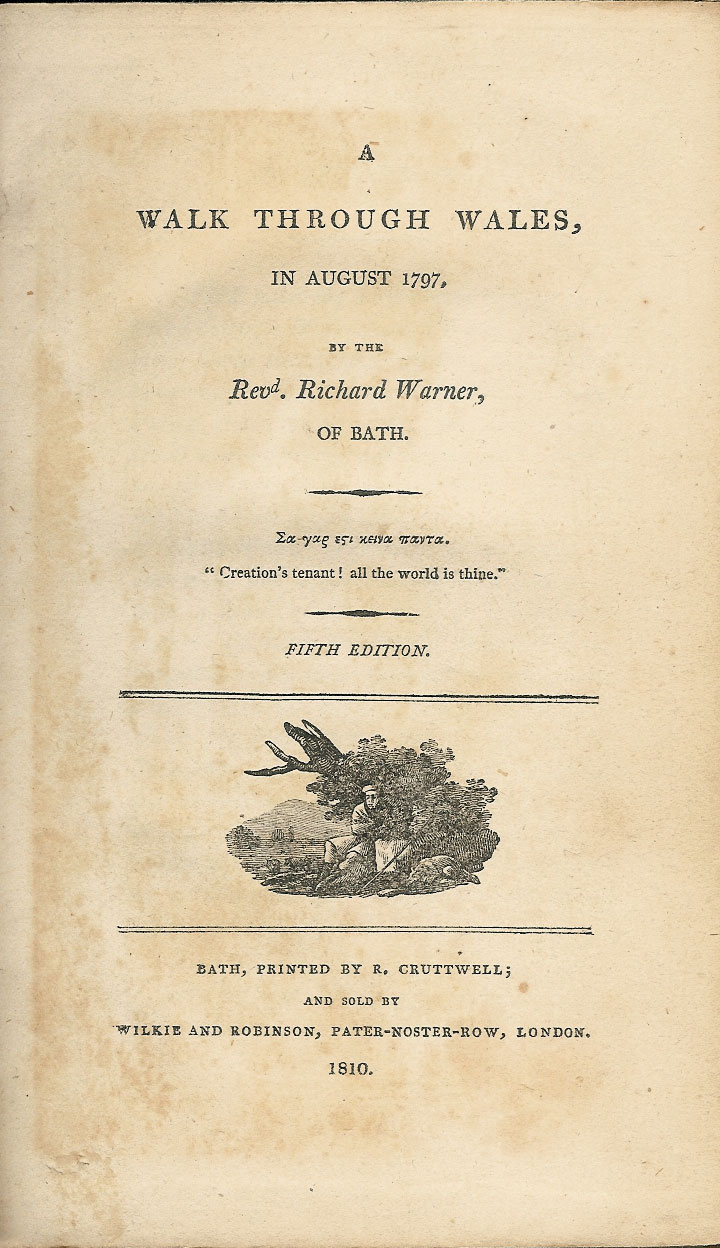 A
WALK THROUGH WALES,
IN AUGUST 1797,
BY THE
Revd. Richard Warner,
OF BATH.
Σα γαρ εϛι κεινα παντα.
“ Creation's tenant! all the world is thine.”
FIFTH EDITION.
BATH, PRINTED BY R. CRUTTWELL;
AND SOLD BY
WILKIE AND ROBINSON, PATER-NOSTER-ROW, LONDON.
1810.